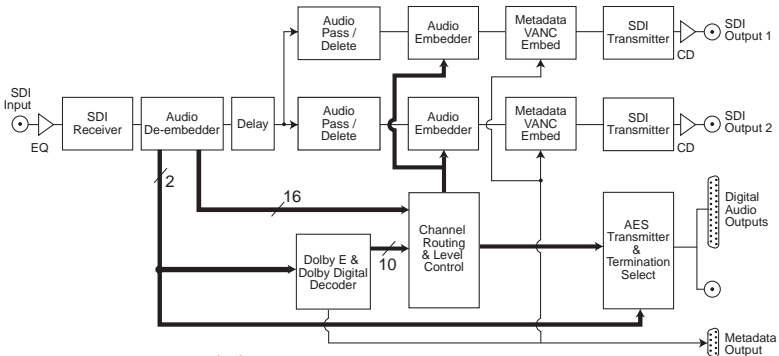 Audio
Pass /
Delete
Audio
Embedder
Metadata
VANC
Embed
SDI
Transmitter
CD
SDI
Output 1
SDI
Input
EQ
SDI
Receiver
Audio
De-embedder
Delay
Audio
Pass /
Delete
Audio
Embedder
Metadata
VANC
Embed
SDI
Transmitter
CD
SDI
Output 2
2
16
Channel
Routing
& Level
Control
10
Dolby E &
Dolby Digital
Decoder
AES
Transmitter
&
Termination
Select
Digital
Audio
Outputs
Metadata
Output